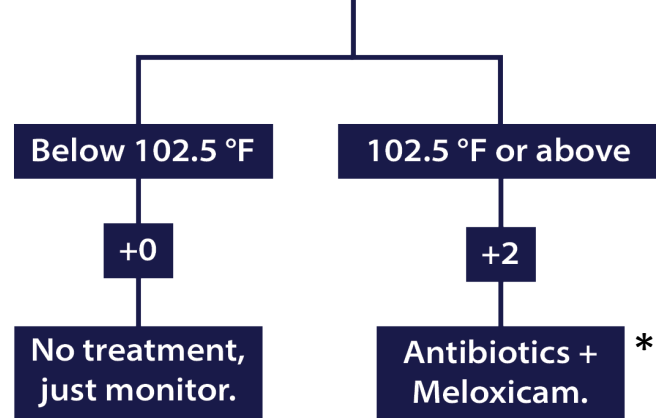 Below 102.5 °F
102.5 °F or above
+0
+2
No treatment,
just monitor.
Antibiotics +
Meloxicam.
*